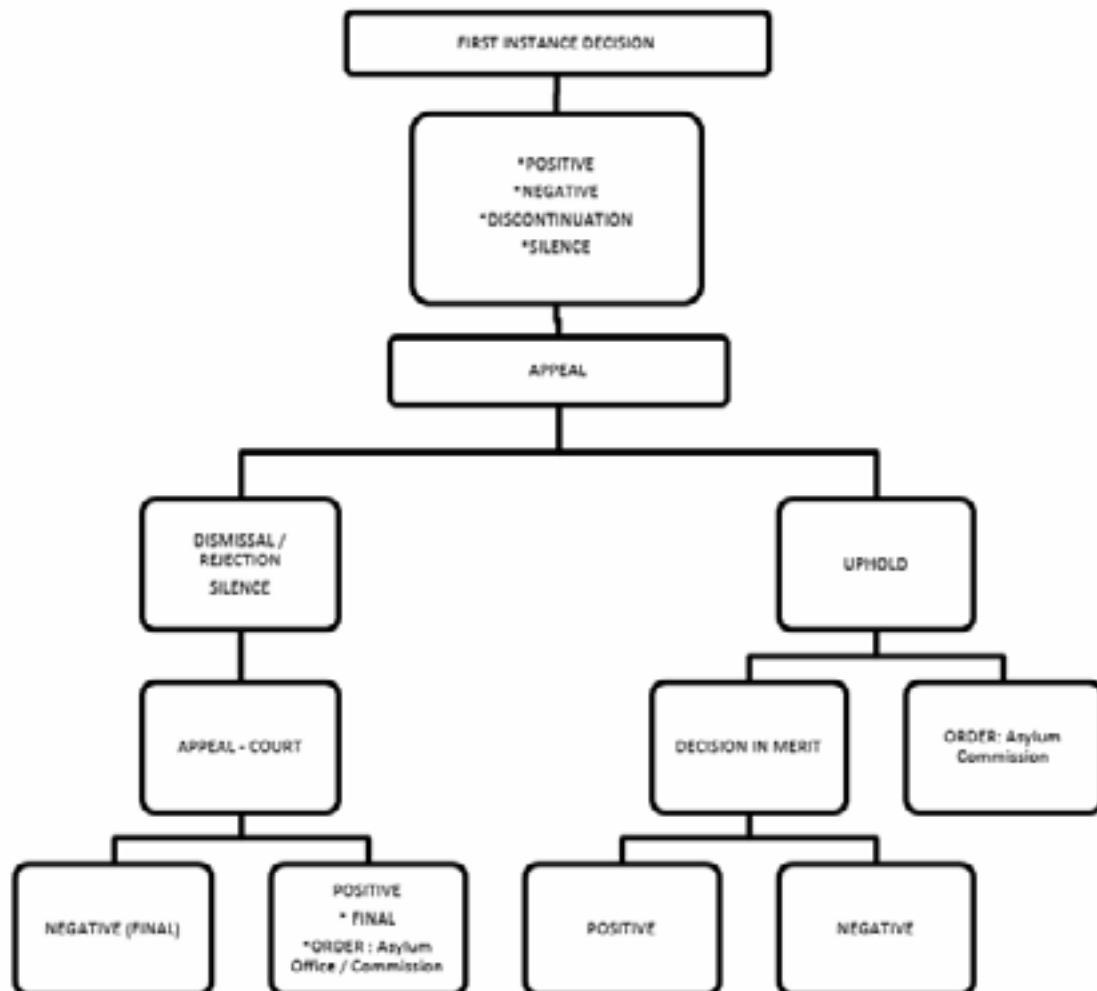 FIRST INSTANCE DECISION
*POSITIVE
*NEGATIVE
*DISCONTINUATION
*SILENCE
APPEAL
DISMISSAL /
REJECTION
SILENCE
UPHOLD
APPEAL - COURT
DECISION IN MERIT
ORDER: Asylum
Commission
NEGATIVE (FINAL)
POSITIVE
* FINAL
*ORDER : Asylum
Office / Commission
POSITIVE
NEGATIVE